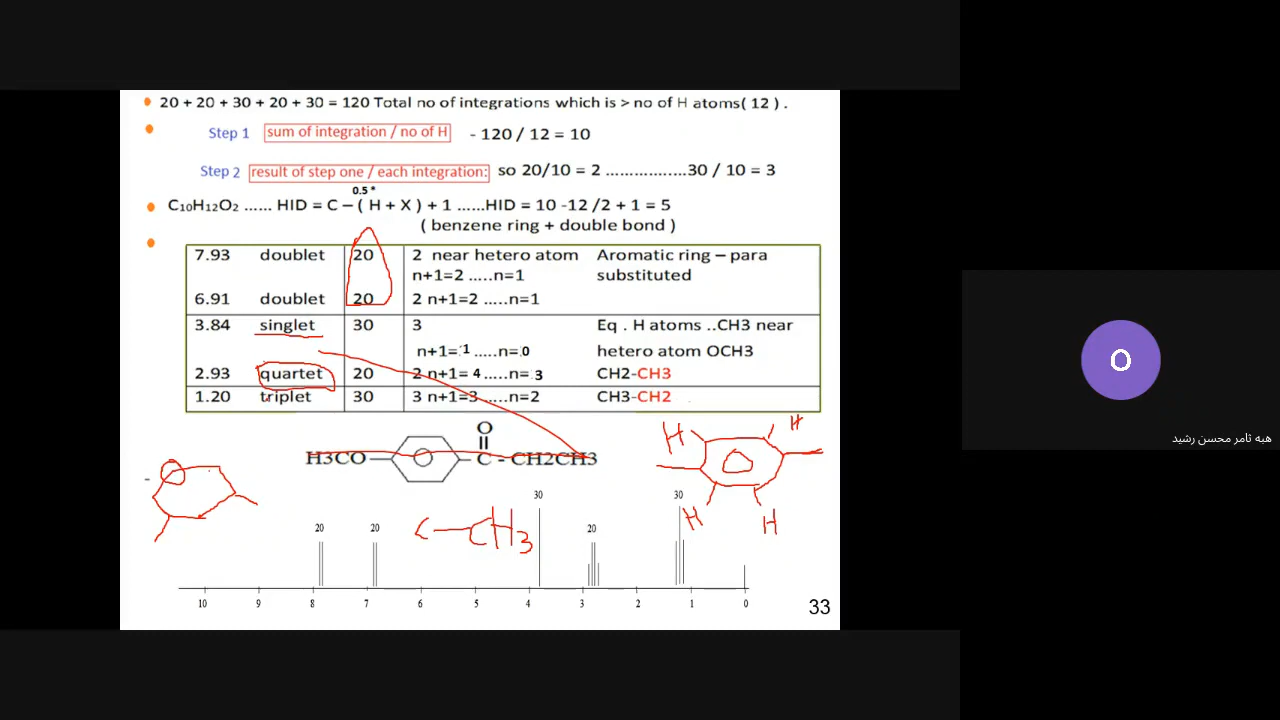 20 + 20 + 30 + 20 + 30 = 120 Total no of integrations which is > no of H atoms( 12 ) .
Step 1 sum of integration / no of H - 120 / 12 = 10
Step 2 result of step one / each integration: so 20/10 = 2 ……………..30 / 10 = 3
0.5 *
C₁₀H₁₂O₂ ...... HID = C – ( H + X ) + 1 ......HID = 10 -12 /2 + 1 = 5
( benzene ring + double bond )
7.93 doublet 20 2 near hetero atom Aromatic ring – para
n+1=2 .....n=1 substituted
6.91 doublet 20 2 n+1=2 .....n=1
3.84 singlet 30 3 Eq . H atoms ..CH3 near
n+1= 1 .....n= 0 hetero atom OCH3
2.93 quartet 20 2 n+1= 4 .....n= 3 CH2-CH3
1.20 triplet 30 3 n+1=3 .....n=2 CH3-CH2
O
H3CO C - CH2CH3
H H
H H
C CH3
30 30
20 20 20
10 9 8 7 6 5 4 3 2 1 0
33
O
هبه ثامر محسن رشيد